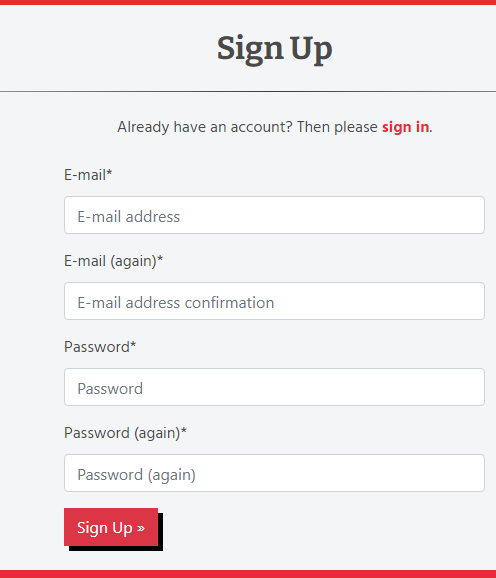 Sign Up
Already have an account? Then please sign in.
E-mail*
E-mail address
E-mail (again)*
E-mail address confirmation
Password*
Password
Password (again)*
Password (again)
Sign Up »